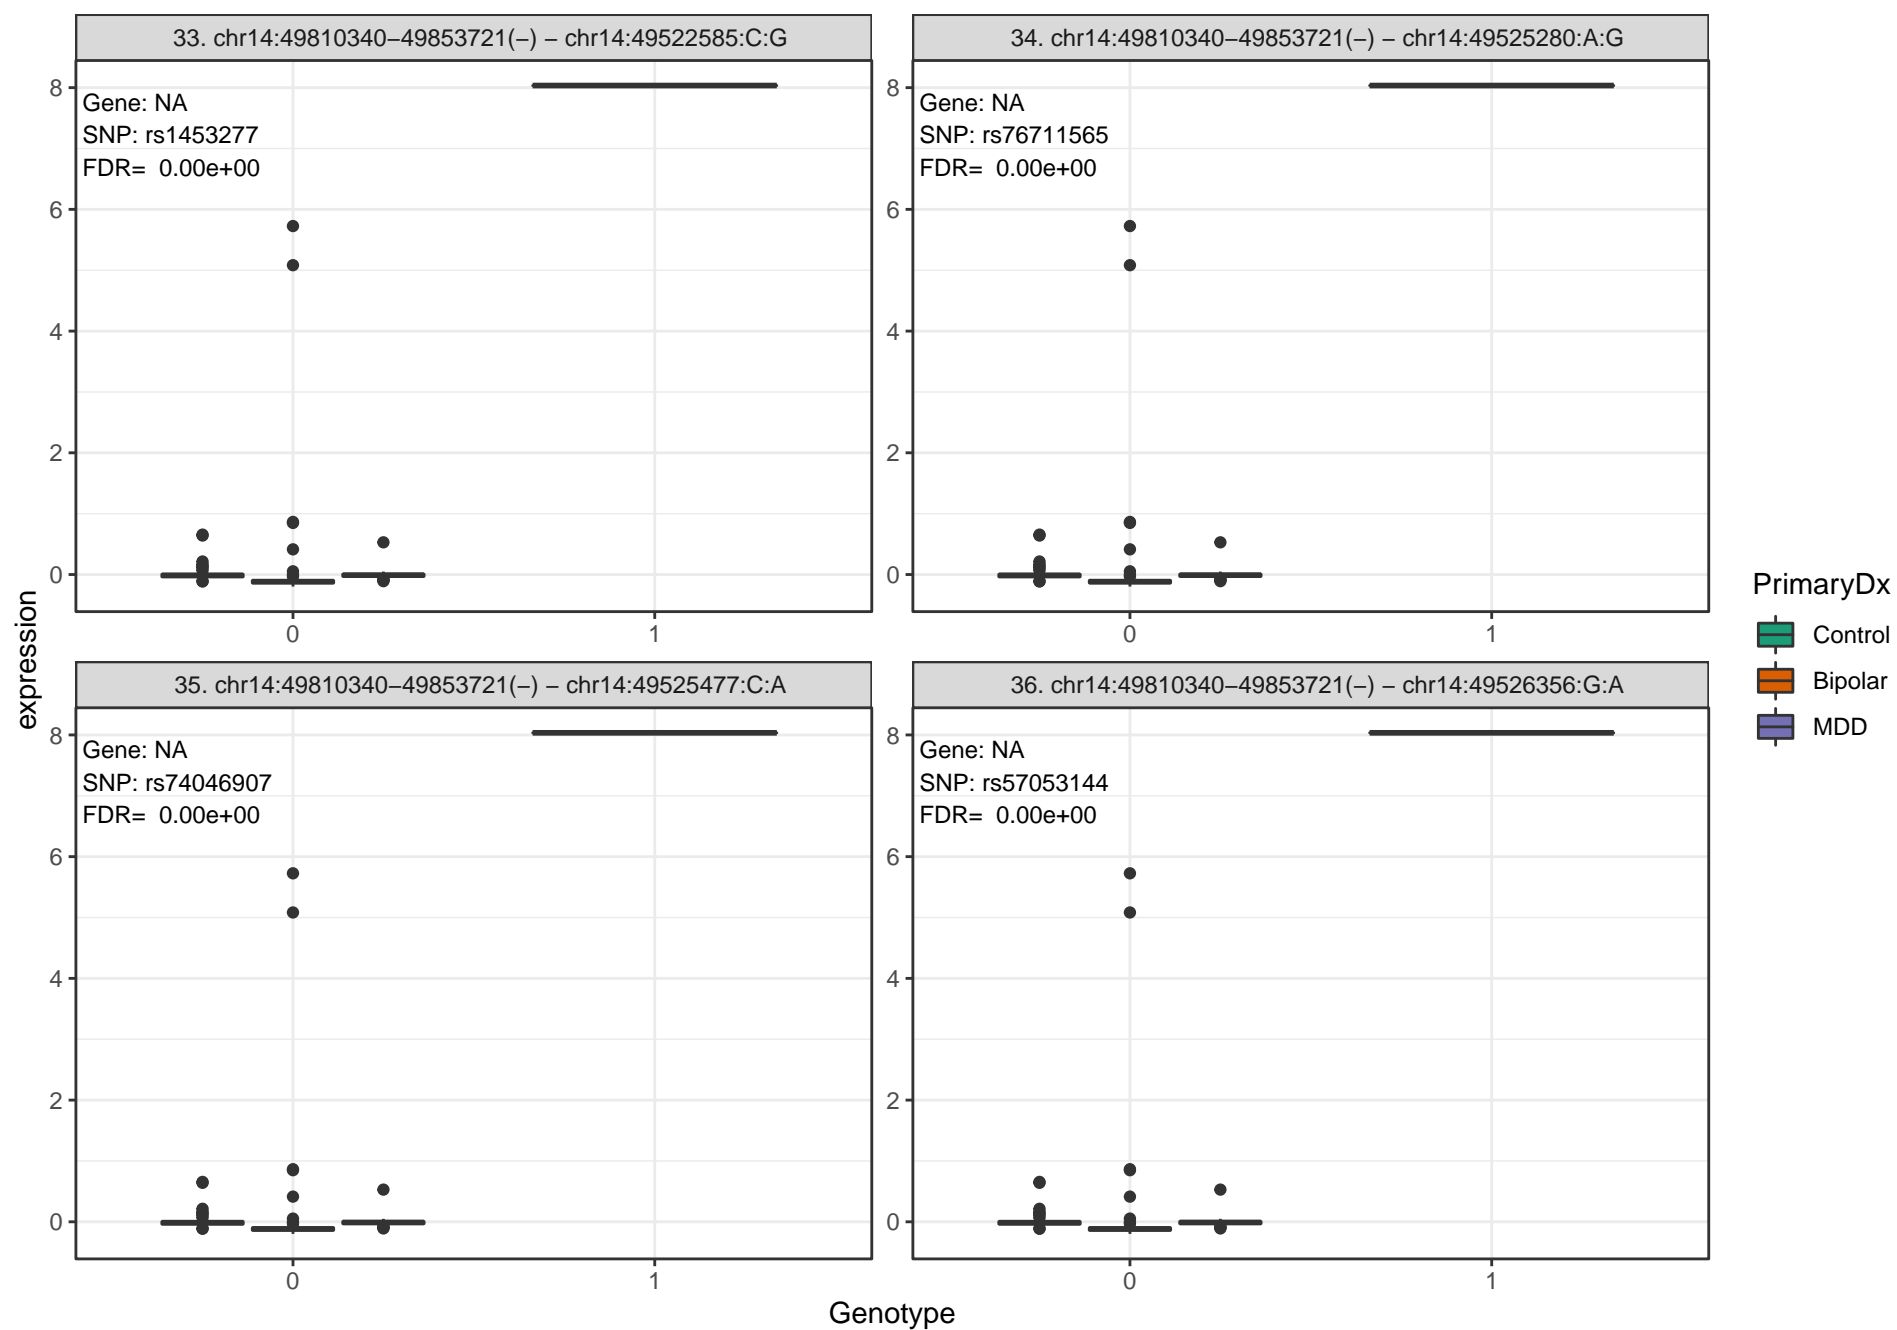 33. chr14:49810340−49853721(−) − chr14:49522585:C:G
34. chr14:49810340−49853721(−) − chr14:49525280:A:G
8
Gene: NA
SNP: rs1453277
FDR=  0.00e+00
6
4
2
0
0
1
8
Gene: NA
SNP: rs76711565
FDR=  0.00e+00
6
4
2
0
0
1
35. chr14:49810340−49853721(−) − chr14:49525477:C:A
36. chr14:49810340−49853721(−) − chr14:49526356:G:A
8
Gene: NA
SNP: rs74046907
FDR=  0.00e+00
6
4
2
0
0
1
8
Gene: NA
SNP: rs57053144
FDR=  0.00e+00
6
4
2
0
0
1
expression
Genotype
PrimaryDx
Control
Bipolar
MDD